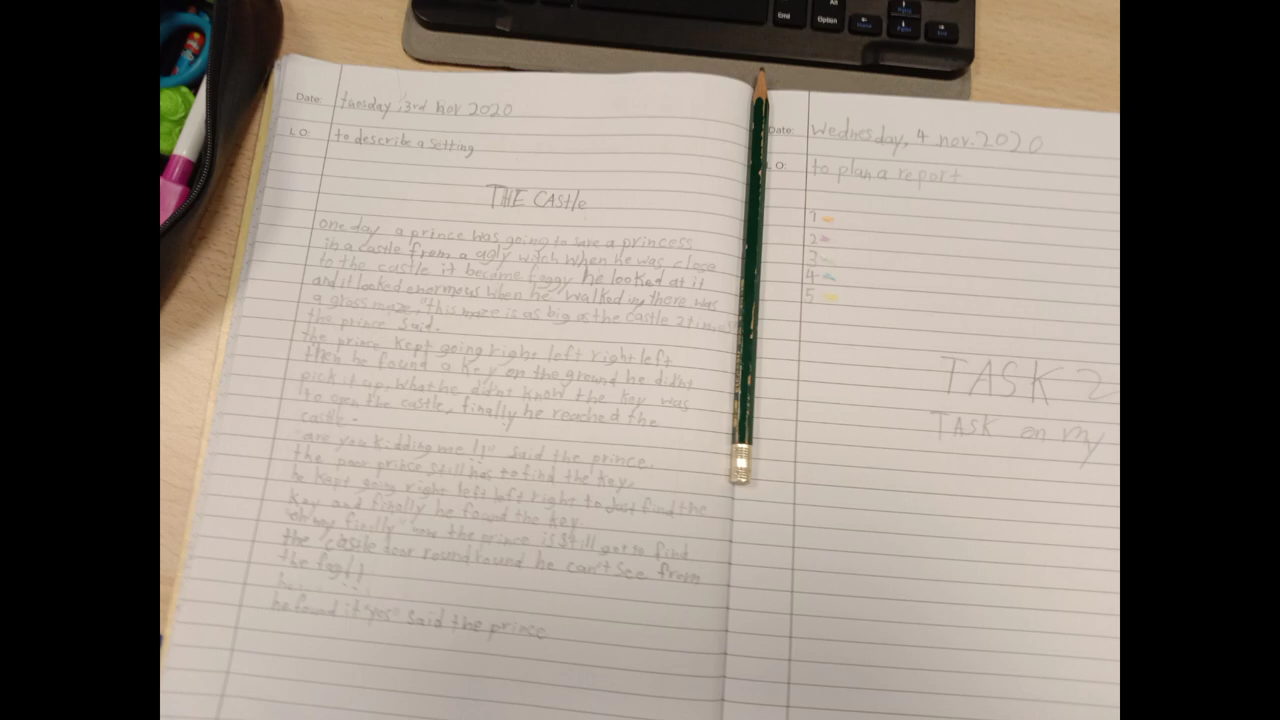 Cmd
Alt
Option
Date: tuesday, 3rd nov 2020
L O: to describe a setting
THE CAStle
one day a prince was going to save a princess
in a castle from a ugly witch when he was close
to the castle it became foggy he looked at it
and it looked enormous when he walked up there was
a grass maze, "this maze is as big as the castle 2 times"
the prince said.
the prince kept going right left right left
then he found a key on the ground he didnt
pick it up, what he didn't know the key was
to open the castle, finally he reached the
castle.
"are you kidding me !!" said the prince.
the poor prince still has to find the key,
he kept going right left left right to Just find the
key and finally he found the key.
"oh my finally" the prince is still got to find
the castle round round he can't see from
the fog!!
he found it "yes" said the prince
Date: Wednesday, 4 nov. 2020
O: to plan a report
1-
2-
3-
4-
5-
TASK 2
TASK on my